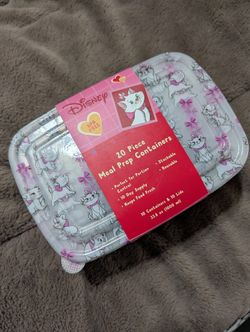 Disney
20 Piece
Meal Prep Containers
• Perfect for Portion
Control
• 10 Day Supply
• Keeps Food Fresh
• Stackable
• Reusable
10 Containers & 10 Lids